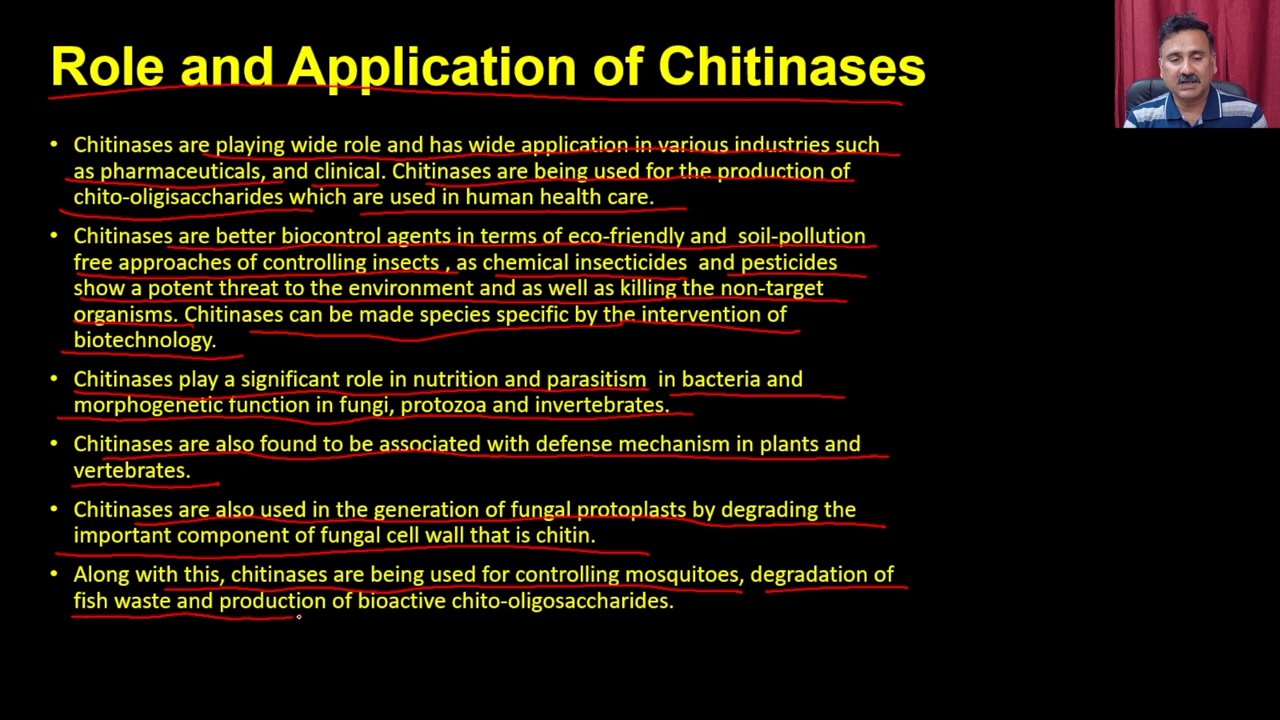 Role and Application of Chitinases
• Chitinases are playing wide role and has wide application in various industries such
as pharmaceuticals, and clinical. Chitinases are being used for the production of
chito-oligisaccharides which are used in human health care.
• Chitinases are better biocontrol agents in terms of eco-friendly and soil-pollution
free approaches of controlling insects , as chemical insecticides and pesticides
show a potent threat to the environment and as well as killing the non-target
organisms. Chitinases can be made species specific by the intervention of
biotechnology.
• Chitinases play a significant role in nutrition and parasitism in bacteria and
morphogenetic function in fungi, protozoa and invertebrates.
• Chitinases are also found to be associated with defense mechanism in plants and
vertebrates.
• Chitinases are also used in the generation of fungal protoplasts by degrading the
important component of fungal cell wall that is chitin.
• Along with this, chitinases are being used for controlling mosquitoes, degradation of
fish waste and production of bioactive chito-oligosaccharides.